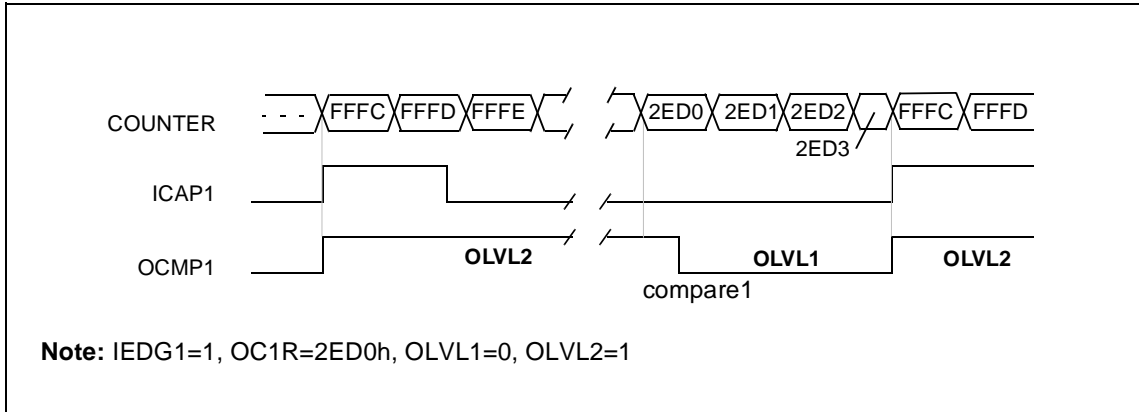 COUNTER - - - FFFC FFFD FFFE 2ED0 2ED1 2ED2 FFFC FFFD
2ED3
ICAP1
OCMP1 OLVL2 OLVL1 OLVL2
compare1
Note: IEDG1=1, OC1R=2ED0h, OLVL1=0, OLVL2=1